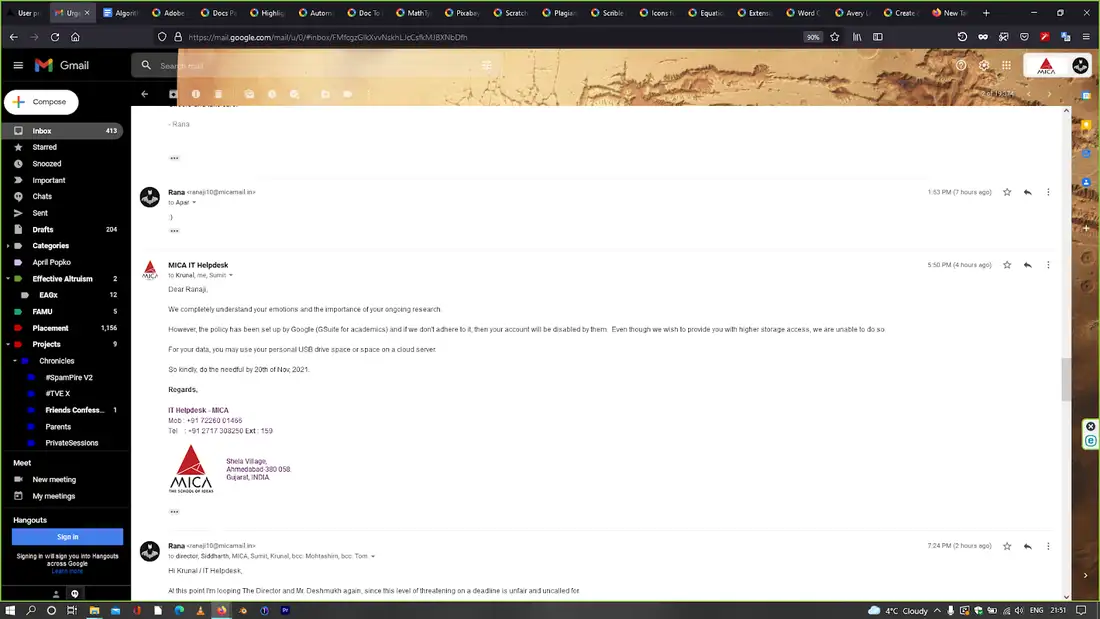 User p
Urge
Algorit
Adobe
Docs P
Highlig
Autom
Doc To
MathTy
Pixabay
Scratch
Plagia
Scrible
Icons f
Equati
Extens
Word C
Avery L
Create
New Ta
https://mail.google.com/mail/u/0/#inbox/
90%
Gmail
Search mail
MICA
Compose
Inbox 413
Starred
Snoozed
Important
Chats
Sent
Drafts 204
Categories
April Popko
Effective Altruism 2
EAGx 12
FAMU 5
Placement 1,156
Projects 9
Chronicles
#SpamPire V2
#TVE X
Friends Confess... 1
Parents
PrivateSessions
Meet
New meeting
My meetings
Hangouts
Sign in
Signing in will sign you into Hangouts
across Google
Learn more
- Rana
Rana <ranaji10@micamail.in> 1:53 PM (7 hours ago)
to Apar
:)
MICA IT Helpdesk 5:50 PM (4 hours ago)
to Krunal, me, Sumit
Dear Ranaji,
We completely understand your emotions and the importance of your ongoing research.
However, the policy has been set up by Google (GSuite for academics) and if we don't adhere to it, then your account will be disabled by them. Even though we wish to provide you with higher storage access, we are unable to do so
For your data, you may use your personal USB drive space or space on a cloud server.
So kindly, do the needful by 20th of Nov, 2021.
Regards,
IT Helpdesk - MICA
Mob : +91 72260 01466
Tel : +91 2717 308250 Ext : 159
MICA
THE SCHOOL OF IDEAS
Shela Village,
Ahmedabad 380 058.
Gujarat, INDIA.
Rana <ranaji10@micamail.in> 7:24 PM (2 hours ago)
to director, Siddharth, MICA, Sumit, Krunal, bcc: Mohtashim, bcc: Tom
Hi Krunal / IT Helpdesk,
At this point I'm looping The Director and Mr. Deshmukh again, since this level of threatening on a deadline is unfair and uncalled for
4°C Cloudy
ENG
21:51